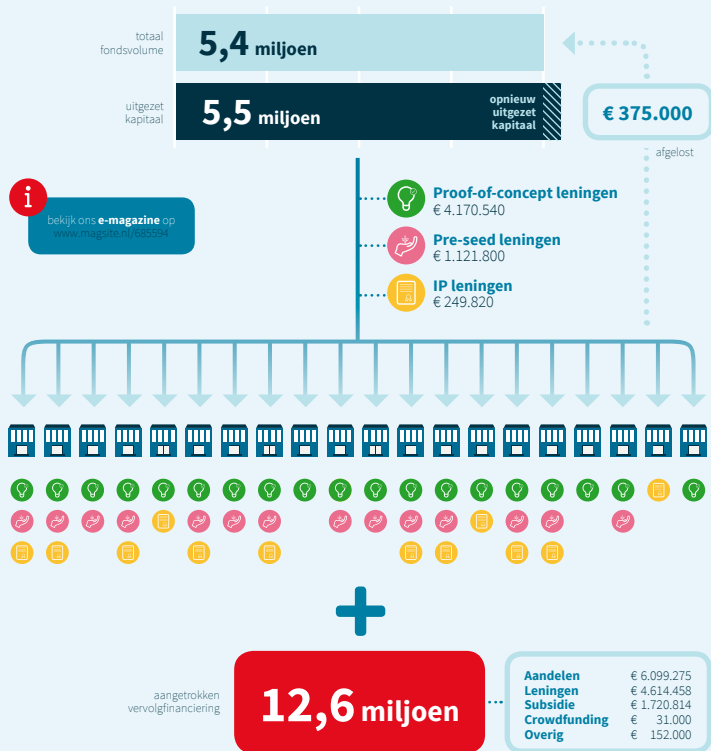 totaal
fondsvolume
5,4 miljoen
uitgezet
kapitaal
5,5 miljoen
opnieuw
uitgezet
kapitaal
€ 375.000
afgelost
i
bekijk ons e-magazine op
www.magsite.nl/685594
Proof-of-concept leningen
€ 4.170.540
Pre-seed leningen
€ 1.121.800
IP leningen
€ 249.820
aangetrokken
vervolgfinanciering
12,6 miljoen
Aandelen € 6.099.275
Leningen € 4.614.458
Subsidie € 1.720.814
Crowdfunding € 31.000
Overig € 152.000